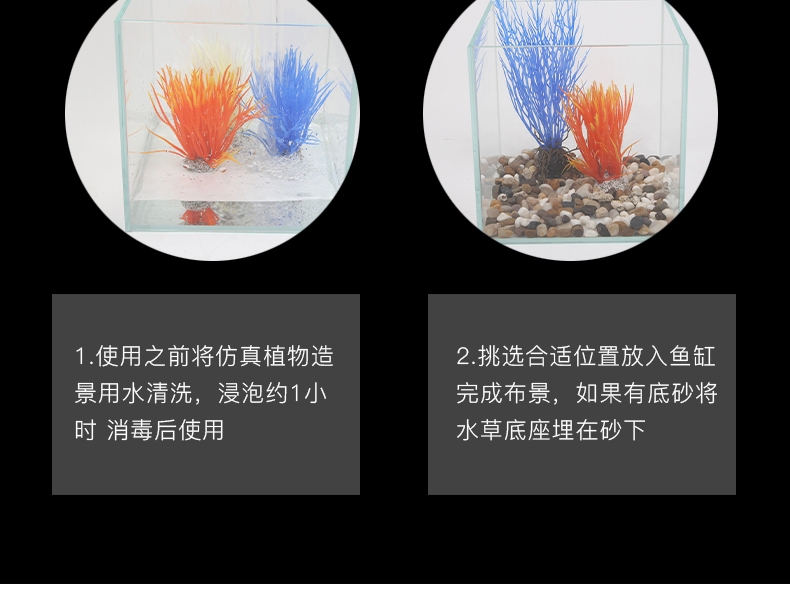 1.使用之前将仿真植物造
景用水清洗，浸泡约1小
时 消毒后使用
2.挑选合适位置放入鱼缸
完成布景，如果有底砂将
水草底座埋在砂下